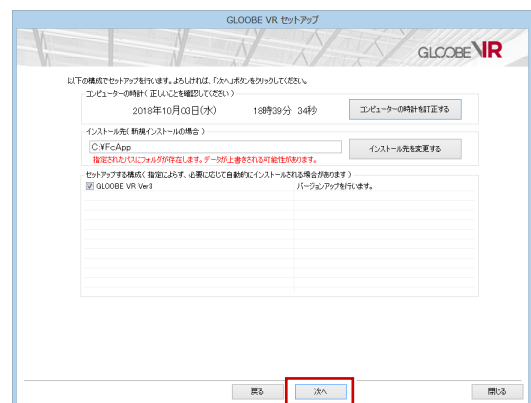 GLOOBE VR セットアップ
GLOOBE VR
以下の構成でセットアップを行います。よろしければ、「次へ」ボタンをクリックしてください。
コンピューターの時計（ 正しいことを確認してください ）
2018年10月03日(水) 18時39分 34秒 コンピューターの時計を訂正する
インストール先( 新規インストールの場合 )
C:¥FcApp インストール先を変更する
指定されたパスにフォルダが存在します。データが上書きされる可能性があります。
セットアップする構成( 指定によらず、必要に応じて自動的にインストールされる場合があります )
GLOOBE VR Ver3 バージョンアップを行います。
戻る 次へ 閉じる